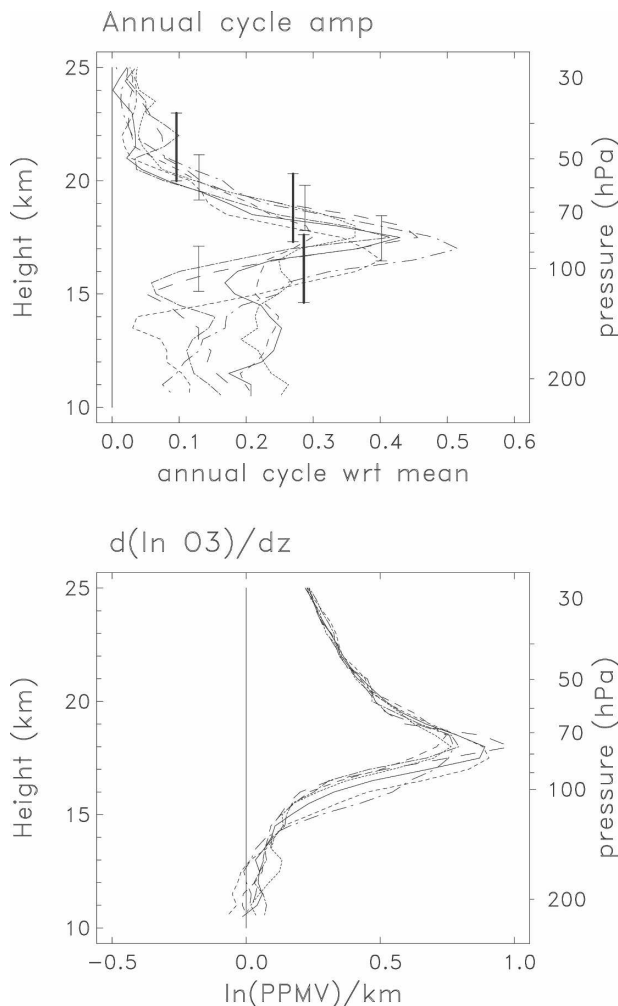 Annual cycle amp
25
20
15
10
Height (km)
30
50
70
100
200
pressure (hPa)
0.0 0.1 0.2 0.3 0.4 0.5 0.6
annual cycle wrt mean
d(ln O3)/dz
25
20
15
10
Height (km)
30
50
70
100
200
pressure (hPa)
-0.5 0.0 0.5 1.0
ln(PPMV)/km